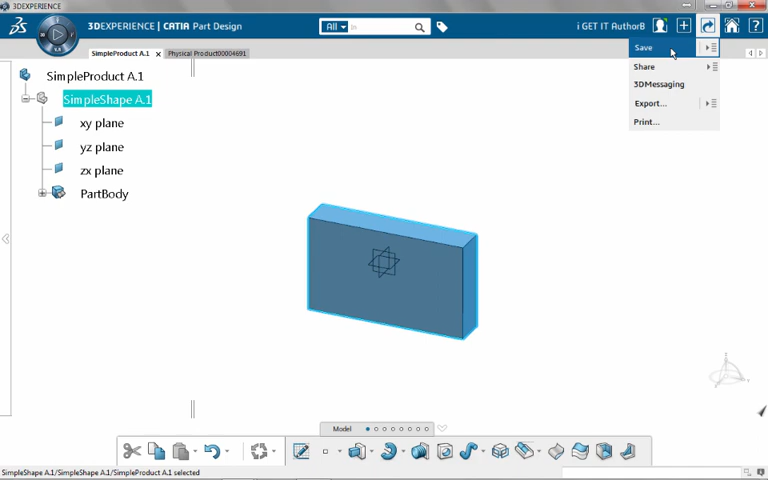 3DEXPERIENCE
3DEXPERIENCE | CATIA Part Design
All
i GET IT AuthorB
SimpleProduct A.1
Physical Product00004691
Save
Share
3DMessaging
Export...
Print...
SimpleProduct A.1
SimpleShape A.1
xy plane
yz plane
zx plane
PartBody
Model
SimpleShape A.1/SimpleShape A.1/SimpleProduct A.1 selected